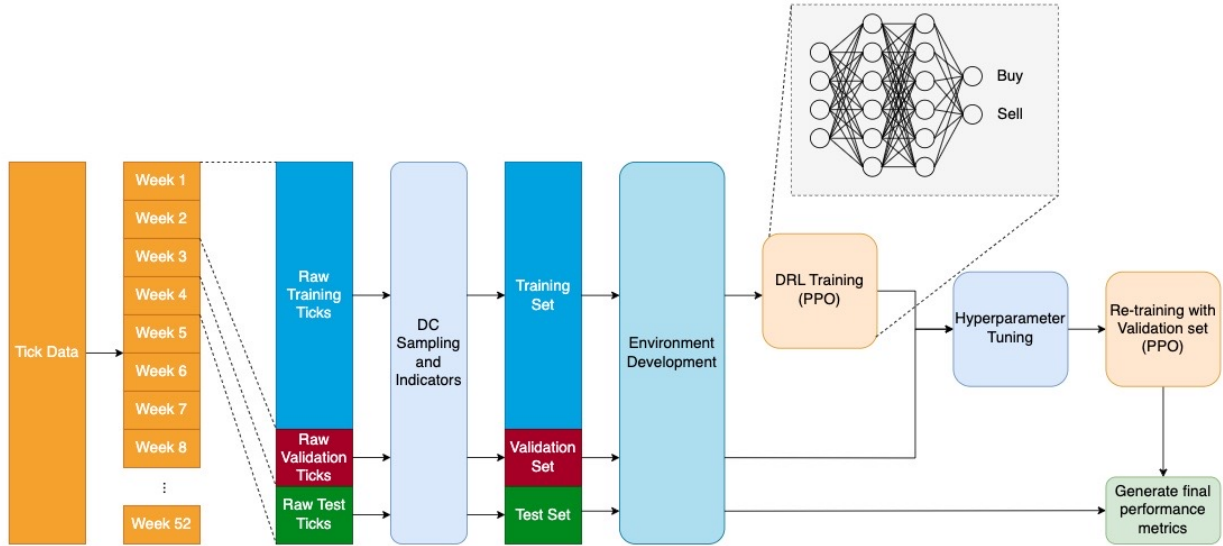 Buy
Sell
Tick Data
Week 1
Week 2
Week 3
Week 4
Week 5
Week 6
Week 7
Week 8
...
Week 52
Raw
Training
Ticks
Raw
Validation
Ticks
Raw Test
Ticks
DC
Sampling
and
Indicators
Training
Set
Validation
Set
Test Set
Environment
Development
DRL Training
(PPO)
Hyperparameter
Tuning
Re-training with
Validation set
(PPO)
Generate final
performance
metrics